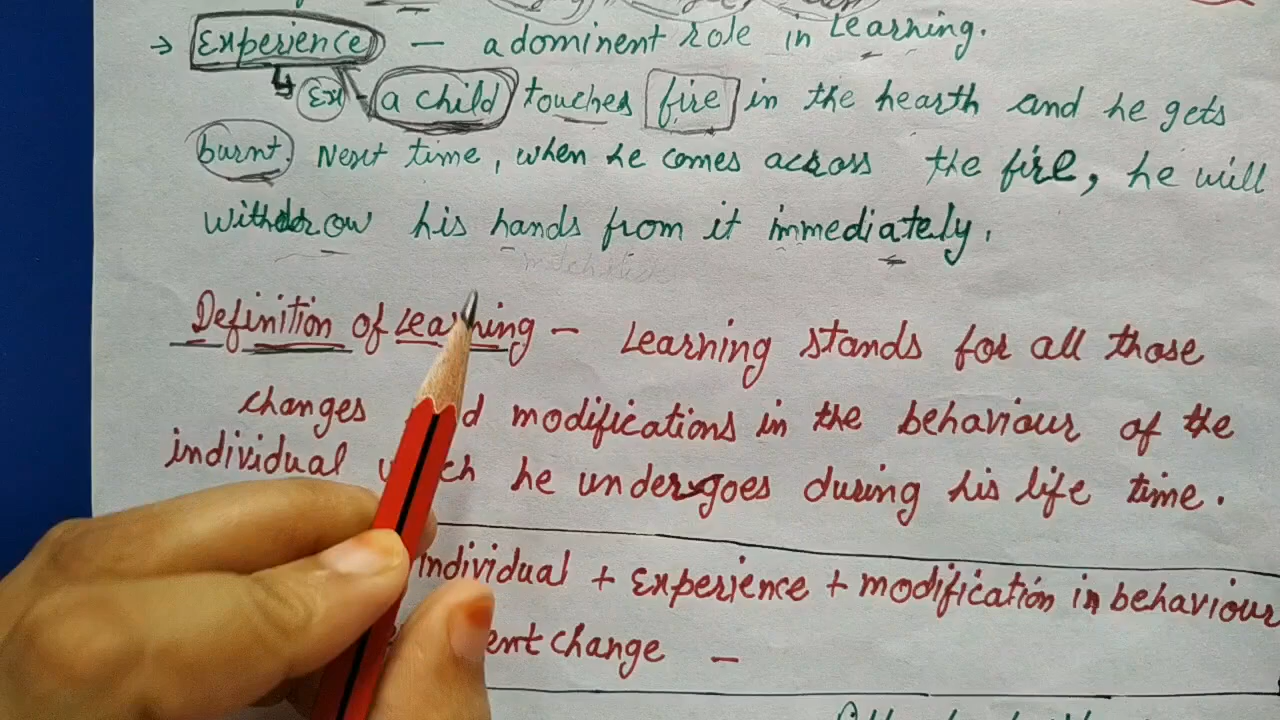 → Experience — a dominent role in Learning.
↳ Ex - a child touches fire in the hearth and he gets
burnt. Next time, when he comes across the fire, he will
withdrow his hands from it immediately.
Definition of Learning — Learning stands for all those
changes modifications in the behaviour of the
individual he undergoes during his life time.
individual + Experience + modification in behaviour
change —